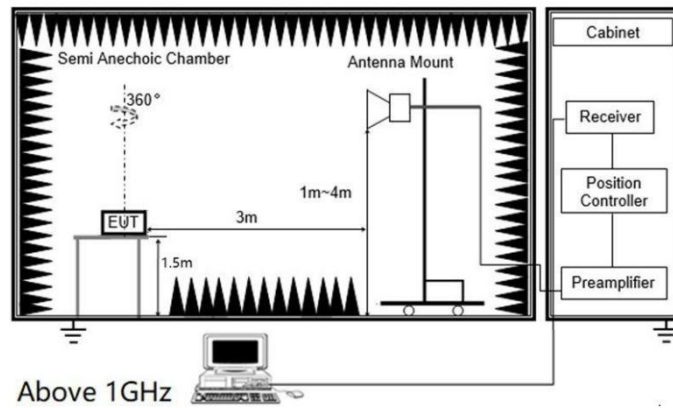 Semi Anechoic Chamber
Antenna Mount
Cabinet
360°
Receiver
1m~4m
Position
Controller
EUT
3m
1.5m
Preamplifier
Above 1GHz